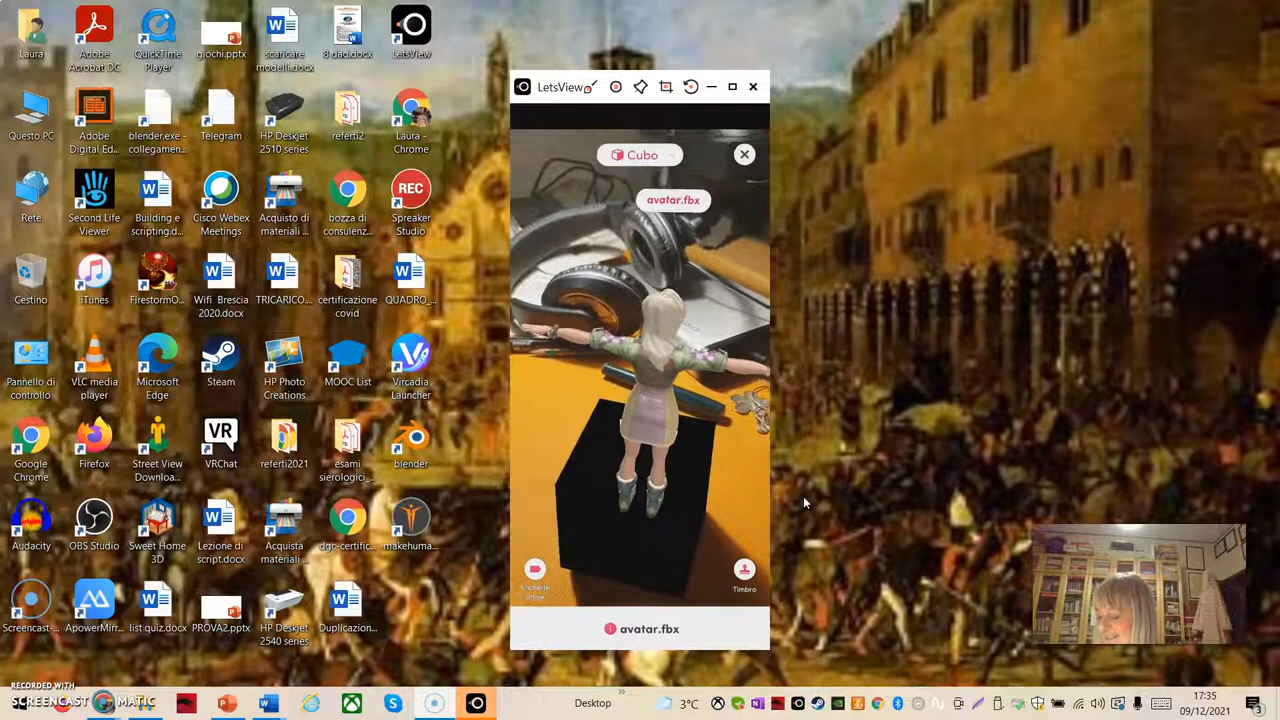 Laura
Adobe
Acrobat DC
QuickTime
Player
giochi.pptx
scaricare
modelli.docx
8 dad.docx
LetsView
Questo PC
Adobe
Digital Ed...
blender.exe -
collegamen...
Telegram
HP Deskjet
2510 series
referti2
Laura -
Chrome
Rete
Second Life
Viewer
Building e
scripting.d...
Cisco Webex
Meetings
Acquisto di
materiali ...
bozza di
consulenz...
REC
Spreaker
Studio
Cestino
iTunes
FirestormO...
Wifi Brescia
2020.docx
TRICARICO....
certificazione
covid
QUADRO_...
Pannello di
controllo
VLC media
player
Microsoft
Edge
Steam
HP Photo
Creations
MOOC List
Vircadia
Launcher
Google
Chrome
Firefox
Street View
Downloa...
VR
VRChat
referti2021
esami
sierologici_...
blender
Audacity
OBS Studio
Sweet Home
3D
Lezione di
script.docx
Acquista
materiali ...
dgc-certific...
makehuma...
Screencast-...
ApowerMirr...
list quiz.docx
PROVA2.pptx
HP Deskjet
2540 series
Duplicazion...
LetsView
Cubo
avatar.fbx
Etichette
attive
Timbro
avatar.fbx
RECORDED WITH
SCREENCAST MATIC
Desktop
3°C
17:35
09/12/2021
3